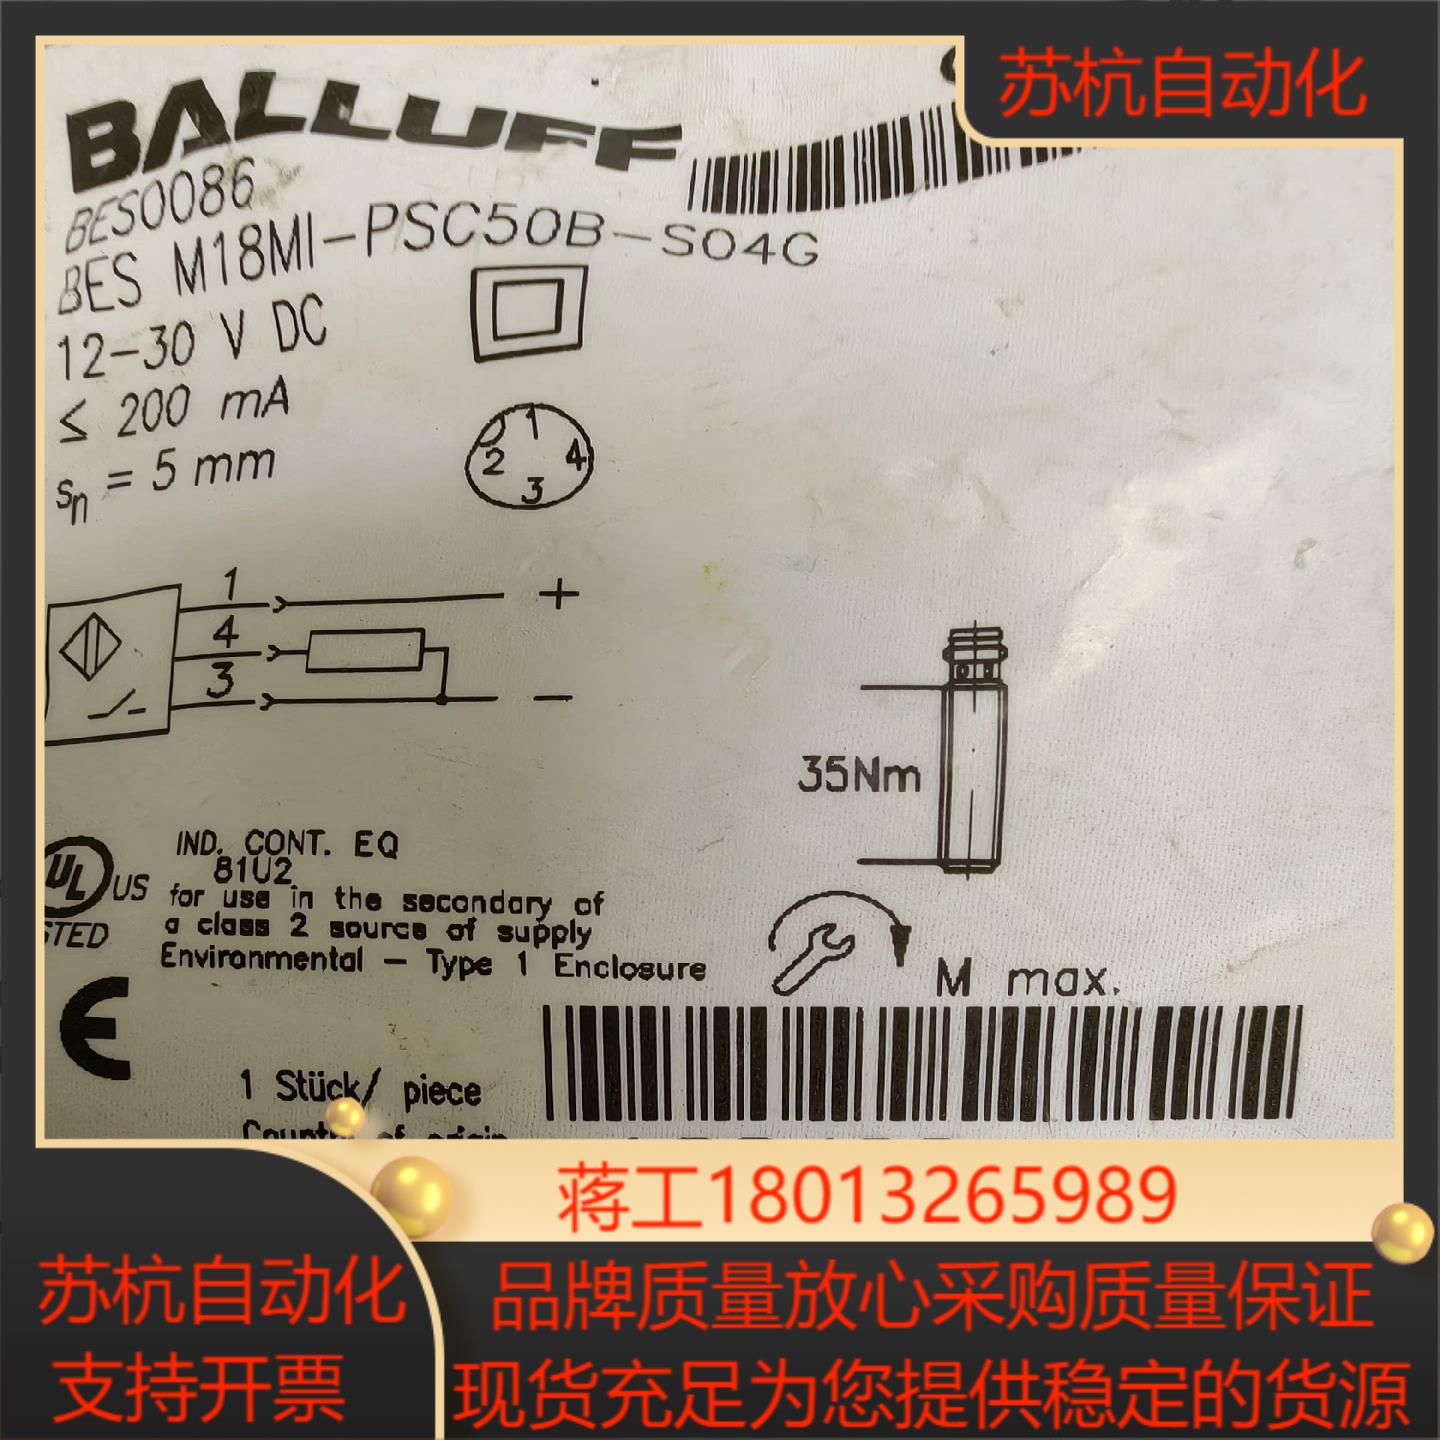 苏杭自动化
BALLUFF
BES0086
BES M18MI-PSC50B-S04G
12-30 V DC
≤ 200 mA
sn = 5 mm
1
2 4
3
1 +
4
3 -
35Nm
UL US
IND. CONT. EQ
81U2
for use in the secondary of
a class 2 source of supply
Environmental - Type 1 Enclosure
M max.
CE
1 Stück/ piece
Country of origin
蒋工18013265989
苏杭自动化
支持开票
品牌质量放心采购质量保证
现货充足为您提供稳定的货源